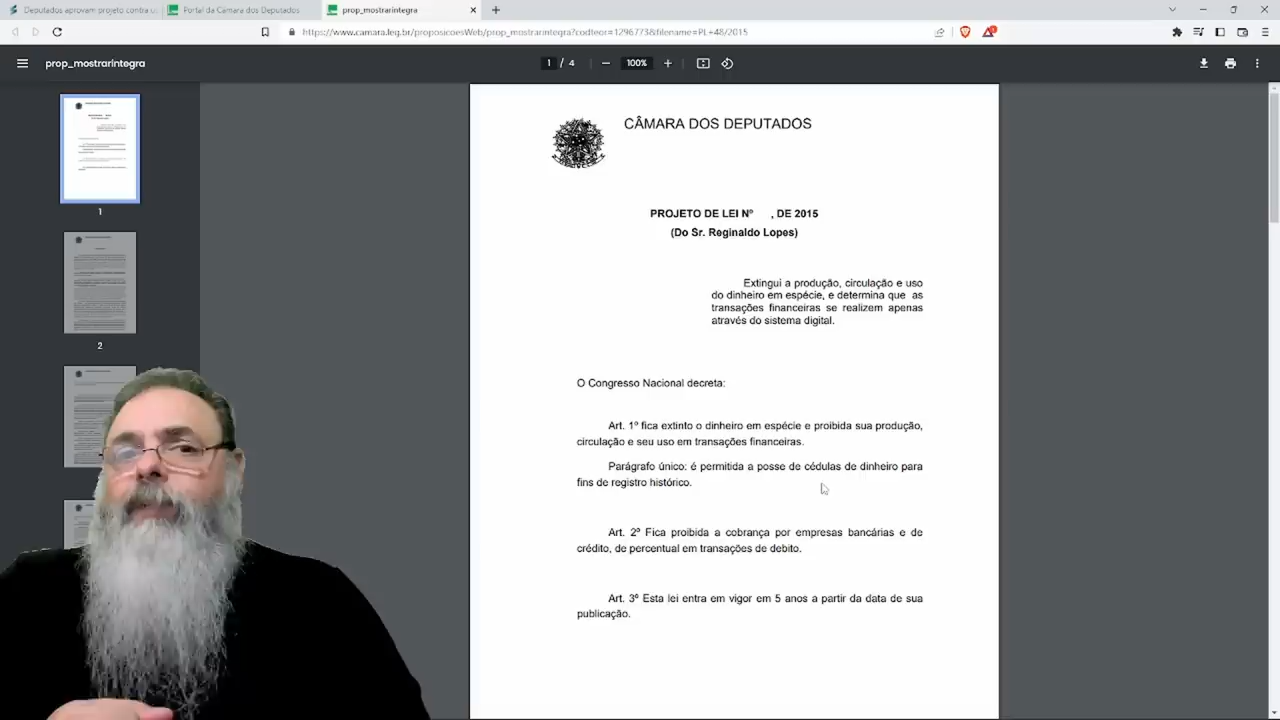 Deputados aprovam projeto contra u
Portal da Câmara dos Deputados
prop_mostrarintegra
https://www.camara.leg.br/proposicoesWeb/prop_mostrarintegra?codteor=1296773&filename=PL+48/2015
prop_mostrarintegra
1 / 4
100%
CÂMARA DOS DEPUTADOS
PROJETO DE LEI Nº , DE 2015
(Do Sr. Reginaldo Lopes)
Extingui a produção, circulação e uso
do dinheiro em espécie, e determina que as
transações financeiras se realizem apenas
através do sistema digital.
O Congresso Nacional decreta:
Art. 1º fica extinto o dinheiro em espécie e proibida sua produção,
circulação e seu uso em transações financeiras.
Parágrafo único: é permitida a posse de cédulas de dinheiro para
fins de registro histórico.
Art. 2º Fica proibida a cobrança por empresas bancárias e de
crédito, de percentual em transações de debito.
Art. 3º Esta lei entra em vigor em 5 anos a partir da data de sua
publicação.
1
2